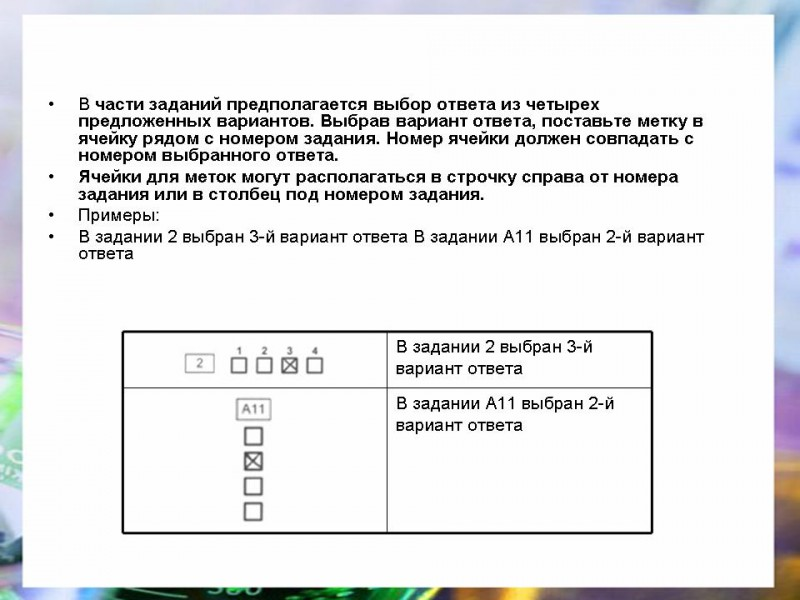 • В части заданий предполагается выбор ответа из четырех
предложенных вариантов. Выбрав вариант ответа, поставьте метку в
ячейку рядом с номером задания. Номер ячейки должен совпадать с
номером выбранного ответа.
• Ячейки для меток могут располагаться в строчку справа от номера
задания или в столбец под номером задания.
• Примеры:
• В задании 2 выбран 3-й вариант ответа В задании А11 выбран 2-й вариант
ответа
1 2 3 4
2
В задании 2 выбран 3-й
вариант ответа
А11
В задании А11 выбран 2-й
вариант ответа